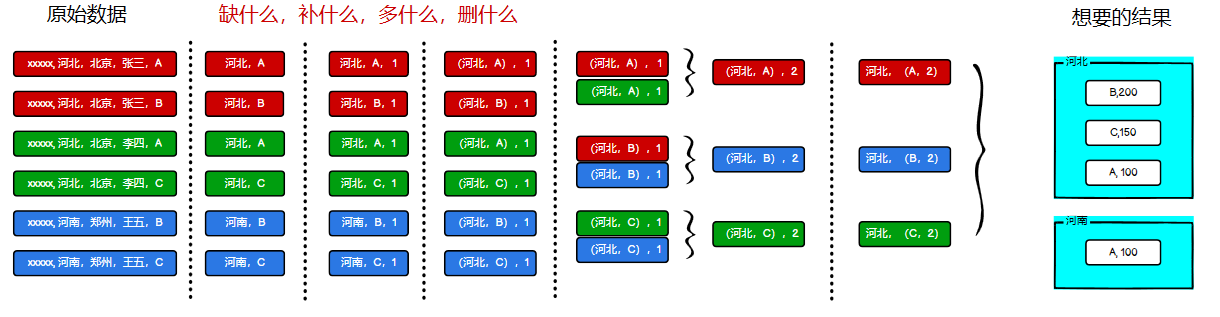 原始数据
缺什么，补什么，多什么，删什么
想要的结果
xxxxx, 河北，北京，张三，A
xxxxx, 河北，北京，张三，B
xxxxx, 河北，北京，李四，A
xxxxx, 河北，北京，李四，C
xxxxx, 河南，郑州，王五，B
xxxxx, 河南，郑州，王五，C
河北，A
河北，B
河北，A
河北，C
河南，B
河南，C
河北，A，1
河北，B，1
河北，A，1
河北，C，1
河南，B，1
河南，C，1
(河北，A），1
(河北，B），1
(河北，A），1
(河北，C），1
(河北，B），1
(河北，C），1
(河北，A），1
(河北，A），1
(河北，B），1
(河北，B），1
(河北，C），1
(河北，C），1
(河北，A），2
(河北，B），2
(河北，C），2
河北，（A，2）
河北，（B，2）
河北，（C，2）
河北
B,200
C,150
A, 100
河南
A, 100